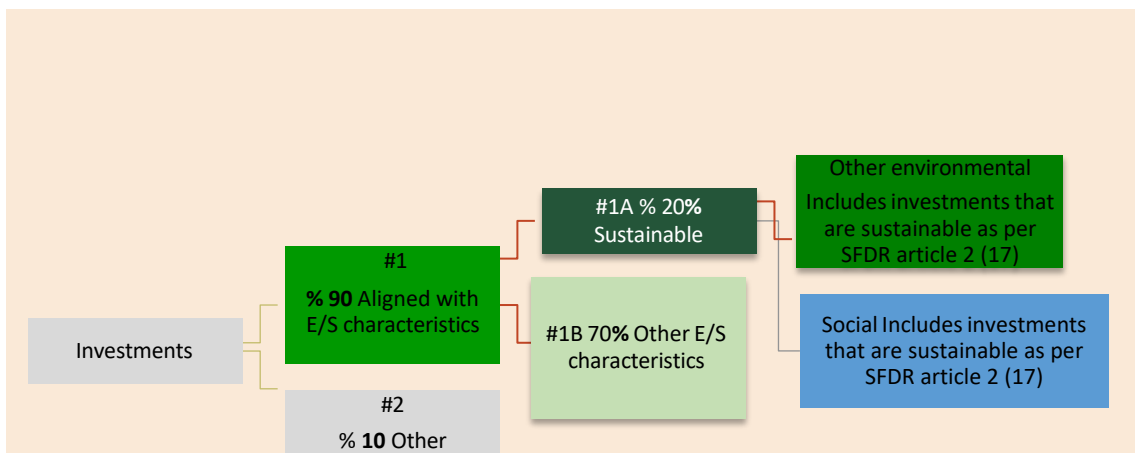 Investments
#1
% 90 Aligned with
E/S characteristics
#2
% 10 Other
#1A % 20%
Sustainable
#1B 70% Other E/S
characteristics
Other environmental
Includes investments that
are sustainable as per
SFDR article 2 (17)
Social Includes investments
that are sustainable as per
SFDR article 2 (17)